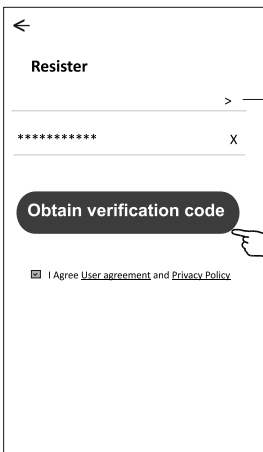 Resister
>
*********** X
Obtain verification code
I Agree User agreement and Privacy Policy